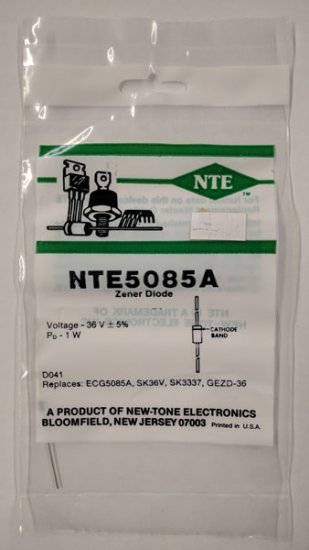 NTE
TM
NTE5085A
Zener Diode
Voltage - 36 V ± 5%
PD - 1 W
CATHODE
BAND
D041
Replaces: ECG5085A, SK36V, SK3337, GEZD-36
A PRODUCT OF NEW-TONE ELECTRONICS
BLOOMFIELD, NEW JERSEY 07003 Printed in U.S.A.